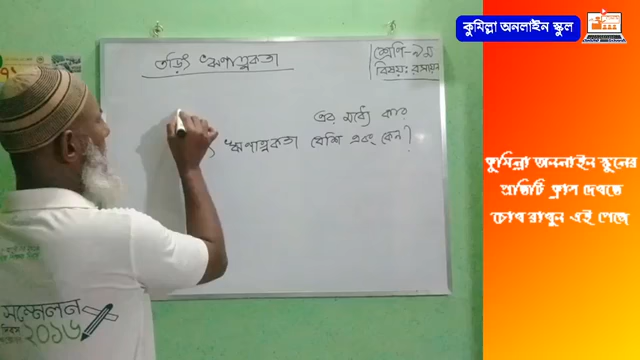 কুমিল্লা অনলাইন স্কুল
তড়িৎ ঋণাত্মকতা
শ্রেণি-৯ম
বিষয়: রসায়ন
এর মধ্যে কার
ঋণাত্মকতা বেশি এবং কেন?
কুমিল্লা অনলাইন স্কুলের
প্রতিটি ক্লাস দেখতে
চোখ রাখুন এই পেজে
সম্মেলন
২০১৬